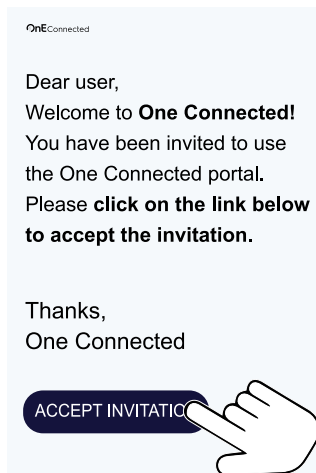 OnEConnected
Dear user,
Welcome to One Connected!
You have been invited to use
the One Connected portal.
Please click on the link below
to accept the invitation.
Thanks,
One Connected
ACCEPT INVITATIO